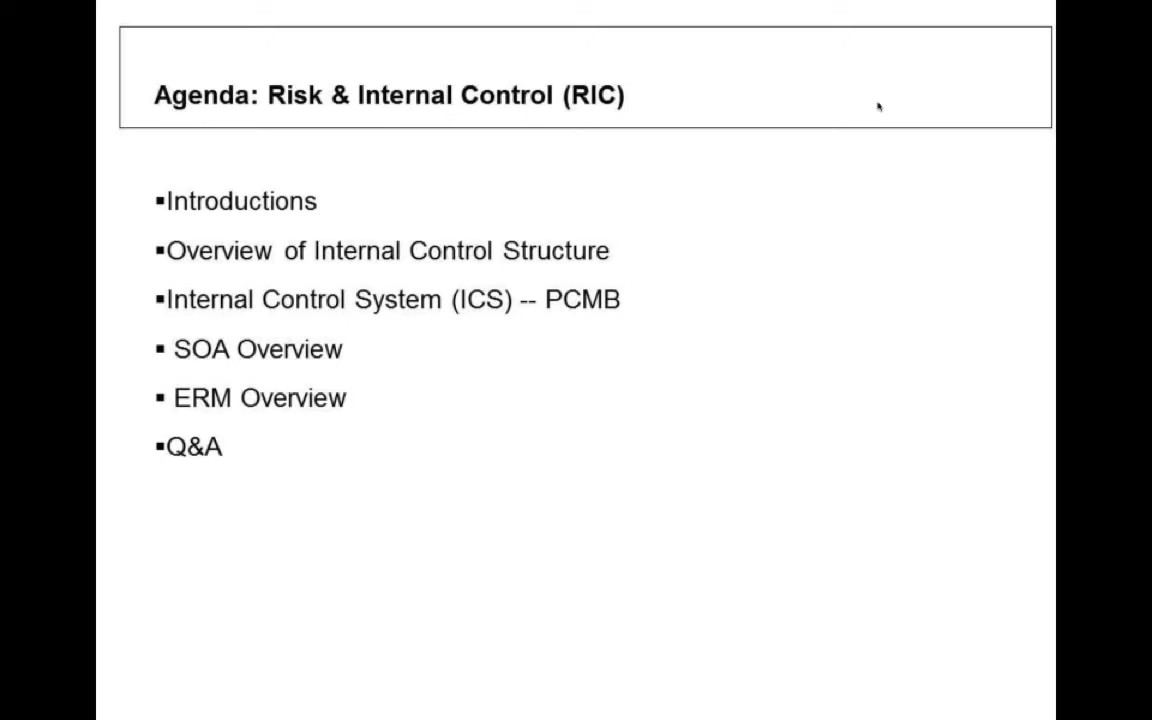 Agenda: Risk & Internal Control (RIC)
▪Introductions
▪Overview of Internal Control Structure
▪Internal Control System (ICS) -- PCMB
▪ SOA Overview
▪ ERM Overview
▪Q&A